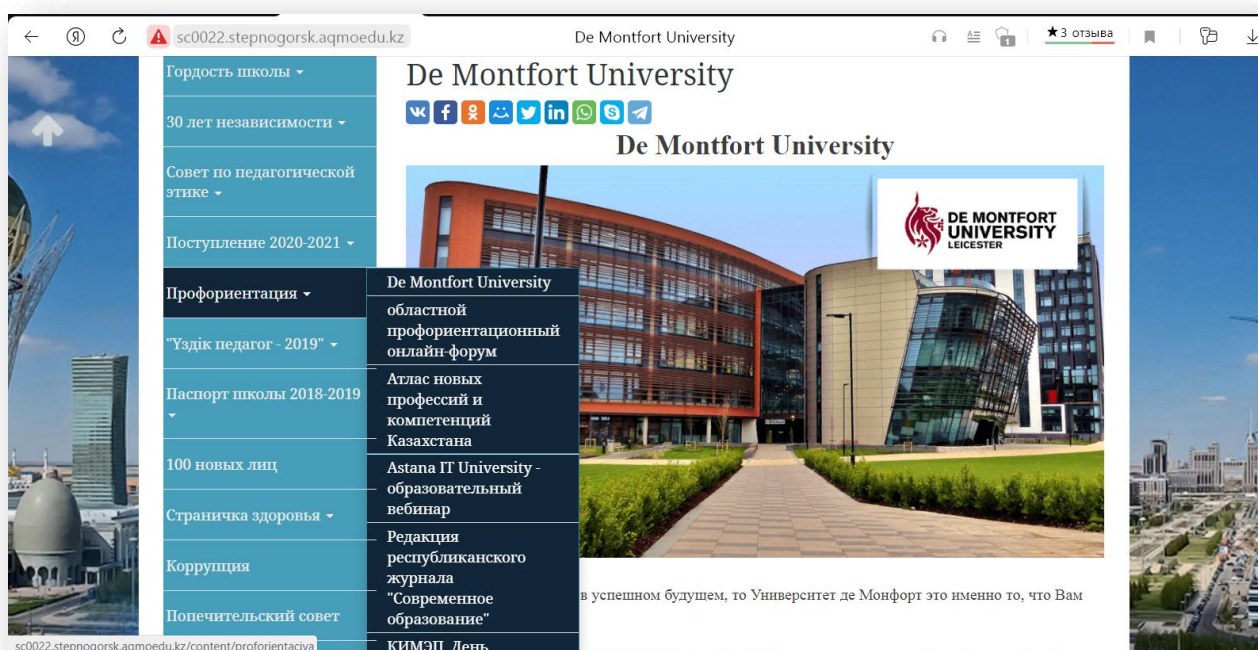 sc0022.stepnogorsk.aqmoedu.kz
De Montfort University
1
★3 отзыва
Гордость школы
30 лет независимости
Совет по педагогической
этике
Поступление 2020-2021
Профориентация
"Үздік педагог - 2019"
Паспорт школы 2018-2019
100 новых лиц
Страничка здоровья
Коррупция
Попечительский совет
De Montfort University
областной
профориентационный
онлайн-форум
Атлас новых
профессий и
компетенций
Казахстана
Astana IT University -
образовательный
вебинар
Редакция
республиканского
журнала
"Современное
образование"
КИМЭП. День
De Montfort University
De Montfort University
DE MONTFORT
UNIVERSITY
LEICESTER
в успешном будущем, то Университет де Монфорт это именно то, что Вам
sc0022.stepnogorsk.aqmoedu.kz/content/proforientaciya